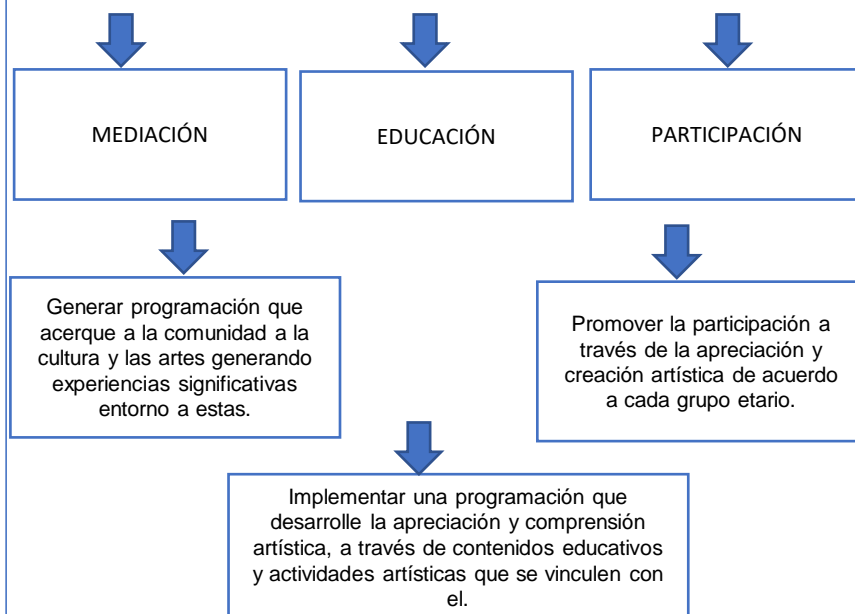 MEDIACIÓN
EDUCACIÓN
PARTICIPACIÓN
Generar programación que
acerque a la comunidad a la
cultura y las artes generando
experiencias significativas
entorno a estas.
Promover la participación a
través de la apreciación y
creación artística de acuerdo
a cada grupo etario.
Implementar una programación que
desarrolle la apreciación y comprensión
artística, a través de contenidos educativos
y actividades artísticas que se vinculen con
el.